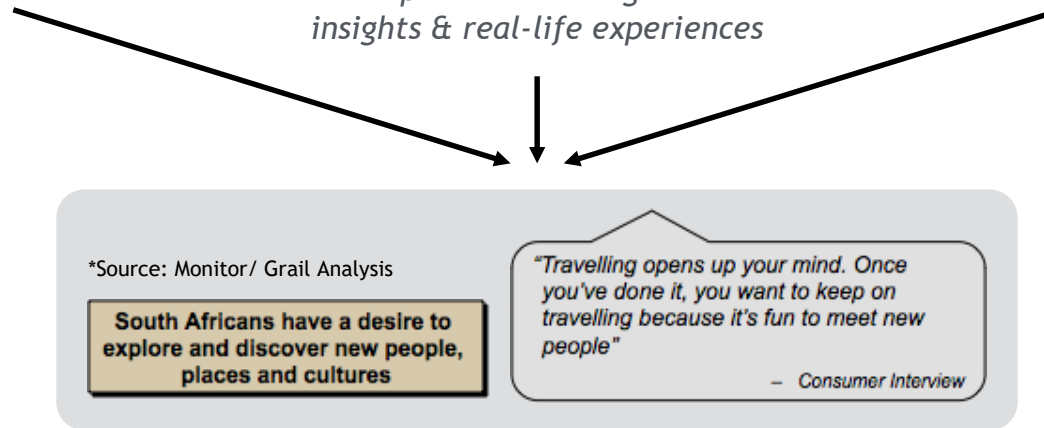 insights & real-life experiences
*Source: Monitor/ Grail Analysis
South Africans have a desire to
explore and discover new people,
places and cultures
“Travelling opens up your mind. Once
you’ve done it, you want to keep on
travelling because it’s fun to meet new
people”
– Consumer Interview